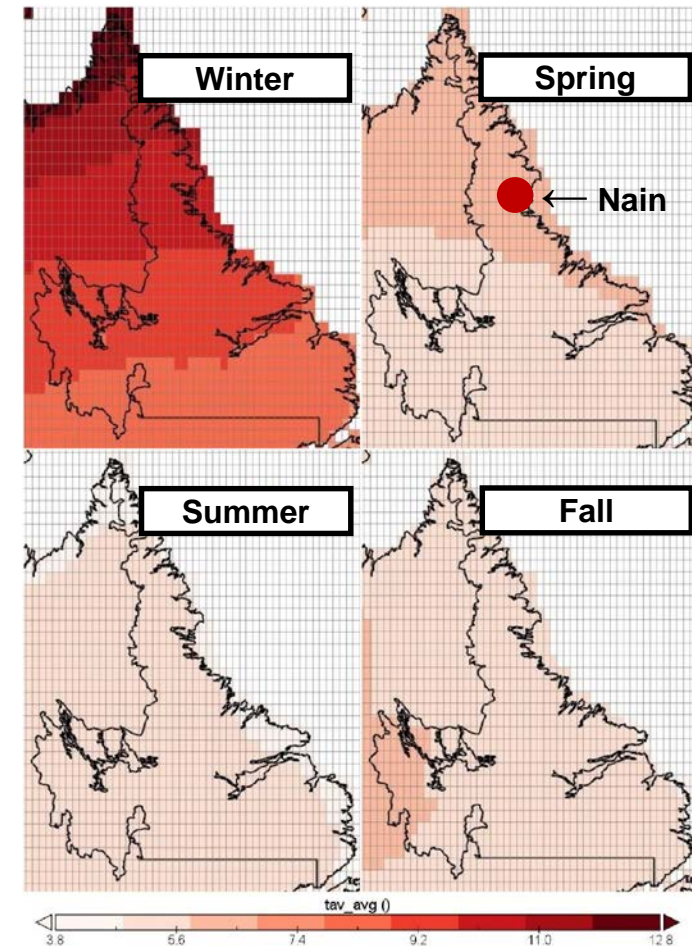 Winter
Spring
← Nain
Summer
Fall
tav_avg ()
3.8 5.6 7.4 9.2 11.0 12.8